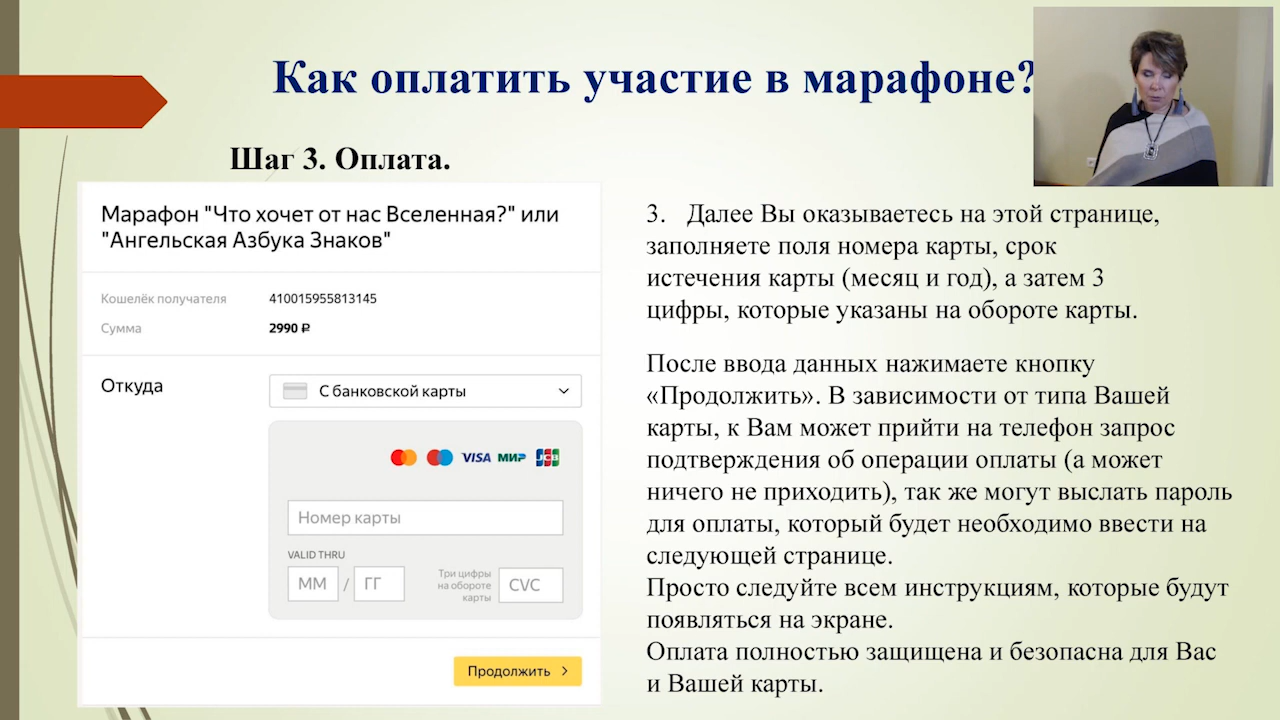 Как оплатить участие в марафоне?
Шаг 3. Оплата.
Марафон "Что хочет от нас Вселенная?" или
"Ангельская Азбука Знаков"
Кошелёк получателя 410015955813145
Сумма 2990 ₽
Откуда С банковской карты
VISA МИР JCB
Номер карты
VALID THRU
ММ / ГГ
Три цифры
на обороте
карты
CVC
Продолжить
3. Далее Вы оказываетесь на этой странице,
заполняете поля номера карты, срок
истечения карты (месяц и год), а затем 3
цифры, которые указаны на обороте карты.
После ввода данных нажимаете кнопку
«Продолжить». В зависимости от типа Вашей
карты, к Вам может прийти на телефон запрос
подтверждения об операции оплаты (а может
ничего не приходить), так же могут выслать пароль
для оплаты, который будет необходимо ввести на
следующей странице.
Просто следуйте всем инструкциям, которые будут
появляться на экране.
Оплата полностью защищена и безопасна для Вас
и Вашей карты.